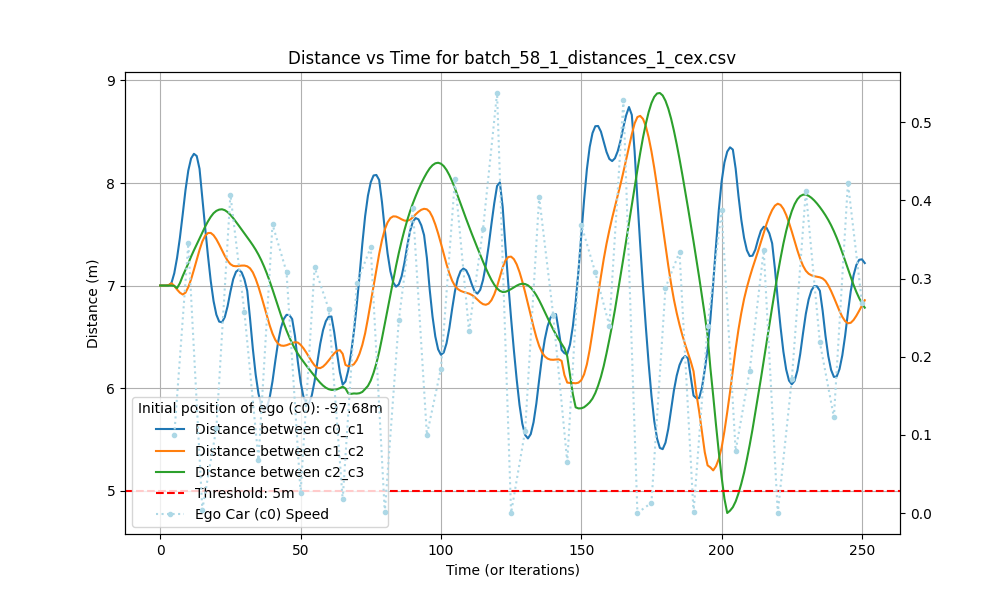 Distance vs Time for batch_58_1_distances_1_cex.csv
9
8
7
6
5
Distance (m)
0.5
0.4
0.3
0.2
0.1
0.0
Initial position of ego (c0): -97.68m
Distance between c0_c1
Distance between c1_c2
Distance between c2_c3
Threshold: 5m
Ego Car (c0) Speed
0 50 100 150 200 250
Time (or Iterations)